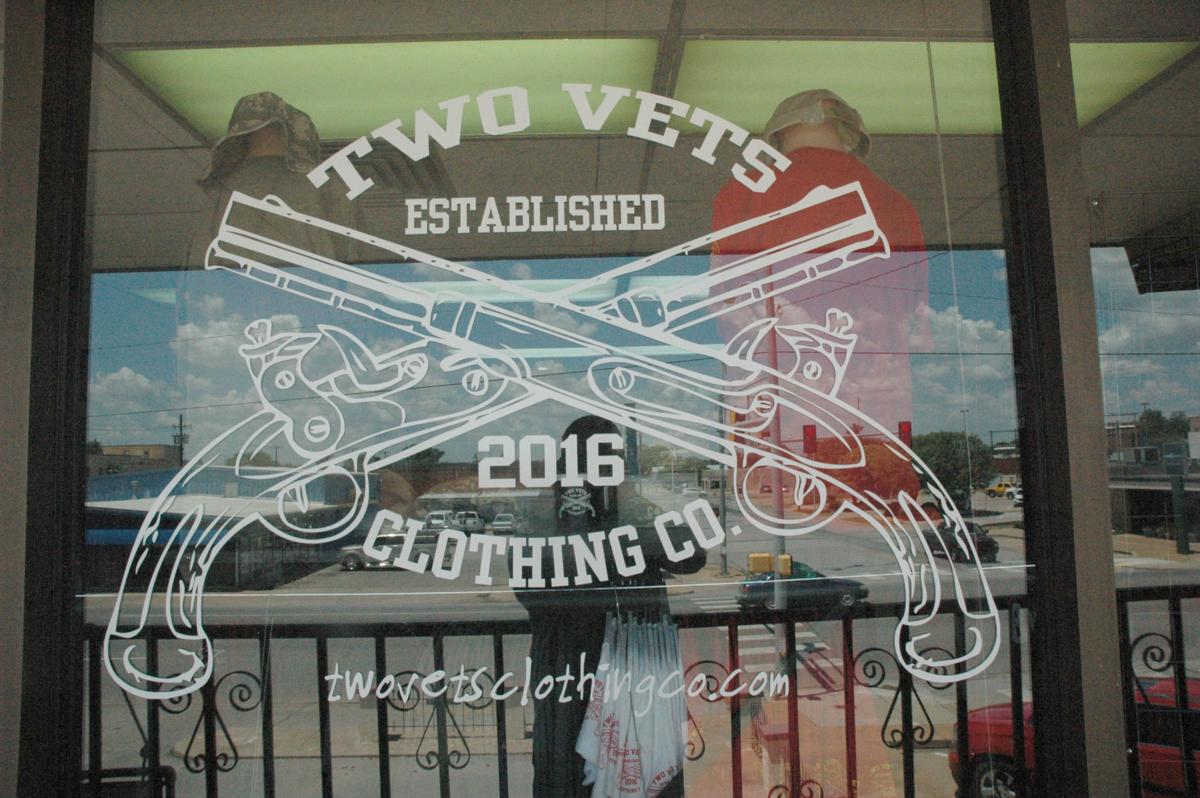 TWO VETS
ESTABLISHED
2016
CLOTHING CO.
twovetsclothingco.com